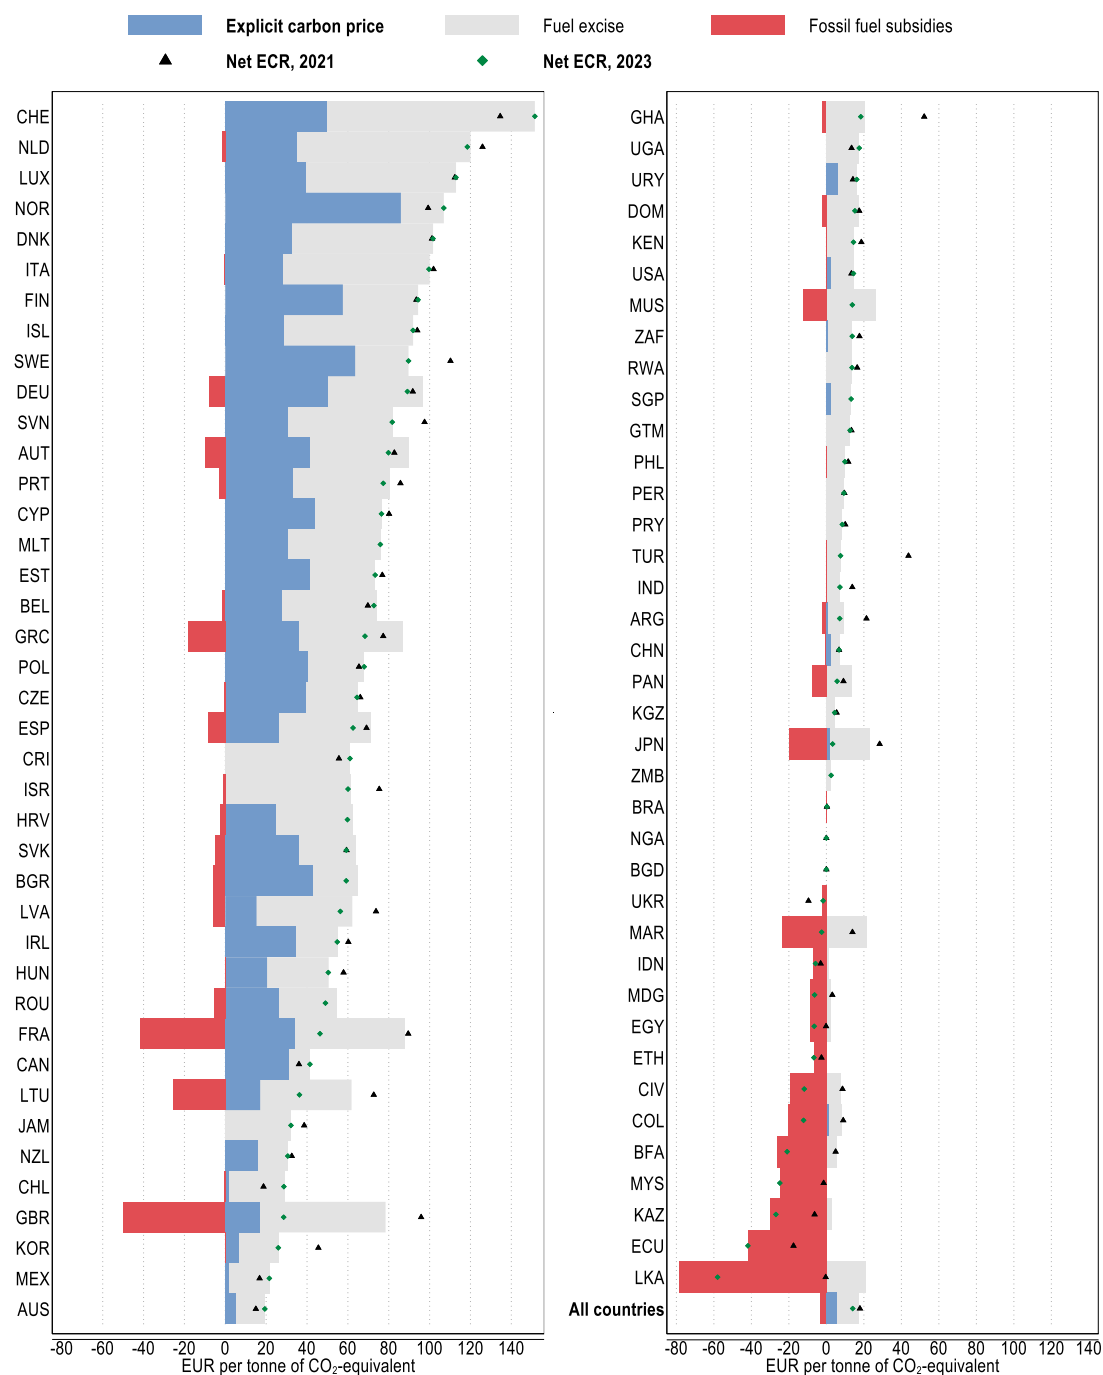 Explicit carbon price
Fuel excise
Fossil fuel subsidies
Net ECR, 2021
Net ECR, 2023
CHE
NLD
LUX
NOR
DNK
ITA
FIN
ISL
SWE
DEU
SVN
AUT
PRT
CYP
MLT
EST
BEL
GRC
POL
CZE
ESP
CRI
ISR
HRV
SVK
BGR
LVA
IRL
HUN
ROU
FRA
CAN
LTU
JAM
NZL
CHL
GBR
KOR
MEX
AUS
-80 -60 -40 -20 0 20 40 60 80 100 120 140
EUR per tonne of CO₂-equivalent
GHA
UGA
URY
DOM
KEN
USA
MUS
ZAF
RWA
SGP
GTM
PHL
PER
PRY
TUR
IND
ARG
CHN
PAN
KGZ
JPN
ZMB
BRA
NGA
BGD
UKR
MAR
IDN
MDG
EGY
ETH
CIV
COL
BFA
MYS
KAZ
ECU
LKA
All countries
-80 -60 -40 -20 0 20 40 60 80 100 120 140
EUR per tonne of CO₂-equivalent